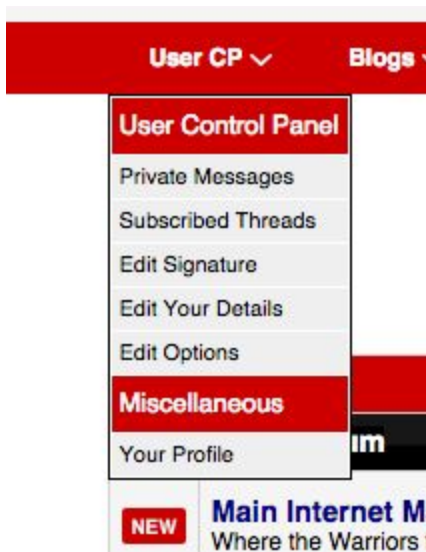 User CP Blogs
User Control Panel
Private Messages
Subscribed Threads
Edit Signature
Edit Your Details
Edit Options
Miscellaneous
Your Profile
NEW Main Internet
Where the Warriors